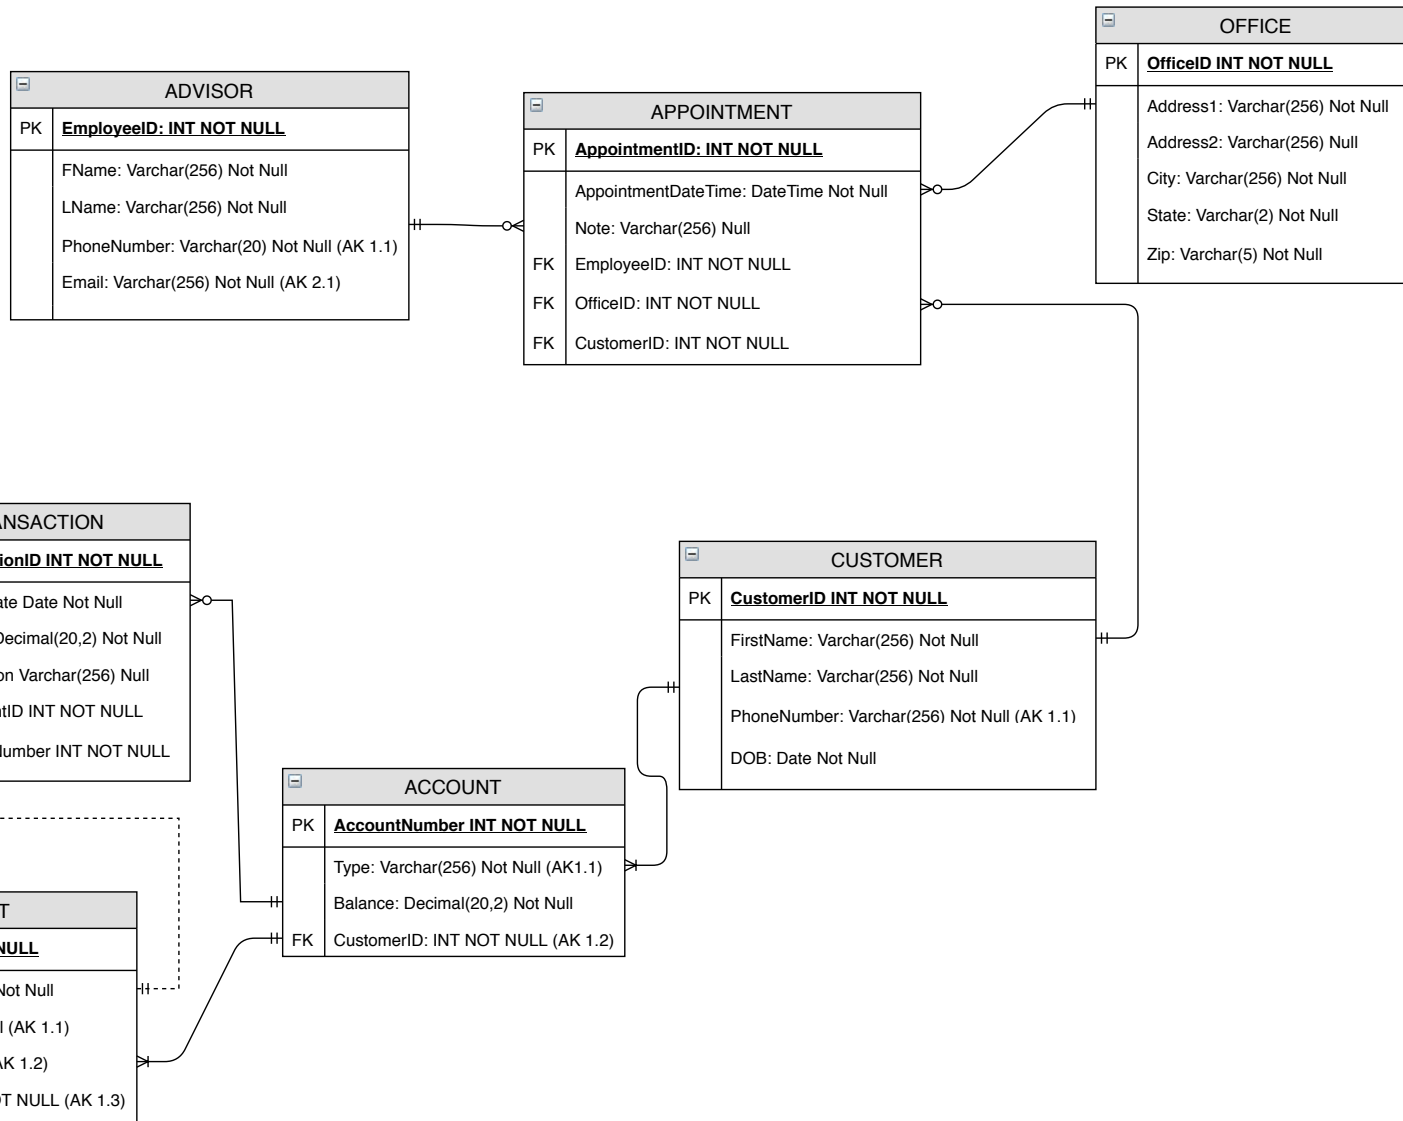 OFFICE
PK OfficeID INT NOT NULL
Address1: Varchar(256) Not Null
Address2: Varchar(256) Null
City: Varchar(256) Not Null
State: Varchar(2) Not Null
Zip: Varchar(5) Not Null
ADVISOR
PK EmployeeID: INT NOT NULL
FName: Varchar(256) Not Null
LName: Varchar(256) Not Null
PhoneNumber: Varchar(20) Not Null (AK 1.1)
Email: Varchar(256) Not Null (AK 2.1)
APPOINTMENT
PK AppointmentID: INT NOT NULL
AppointmentDateTime: DateTime Not Null
Note: Varchar(256) Null
FK EmployeeID: INT NOT NULL
FK OfficeID: INT NOT NULL
FK CustomerID: INT NOT NULL
ANSACTION
ionID INT NOT NULL
ate Date Not Null
Decimal(20,2) Not Null
on Varchar(256) Null
ntID INT NOT NULL
Number INT NOT NULL
CUSTOMER
PK CustomerID INT NOT NULL
FirstName: Varchar(256) Not Null
LastName: Varchar(256) Not Null
PhoneNumber: Varchar(256) Not Null (AK 1.1)
DOB: Date Not Null
ACCOUNT
PK AccountNumber INT NOT NULL
Type: Varchar(256) Not Null (AK1.1)
Balance: Decimal(20,2) Not Null
FK CustomerID: INT NOT NULL (AK 1.2)
T
NULL
Not Null
l (AK 1.1)
AK 1.2)
OT NULL (AK 1.3)